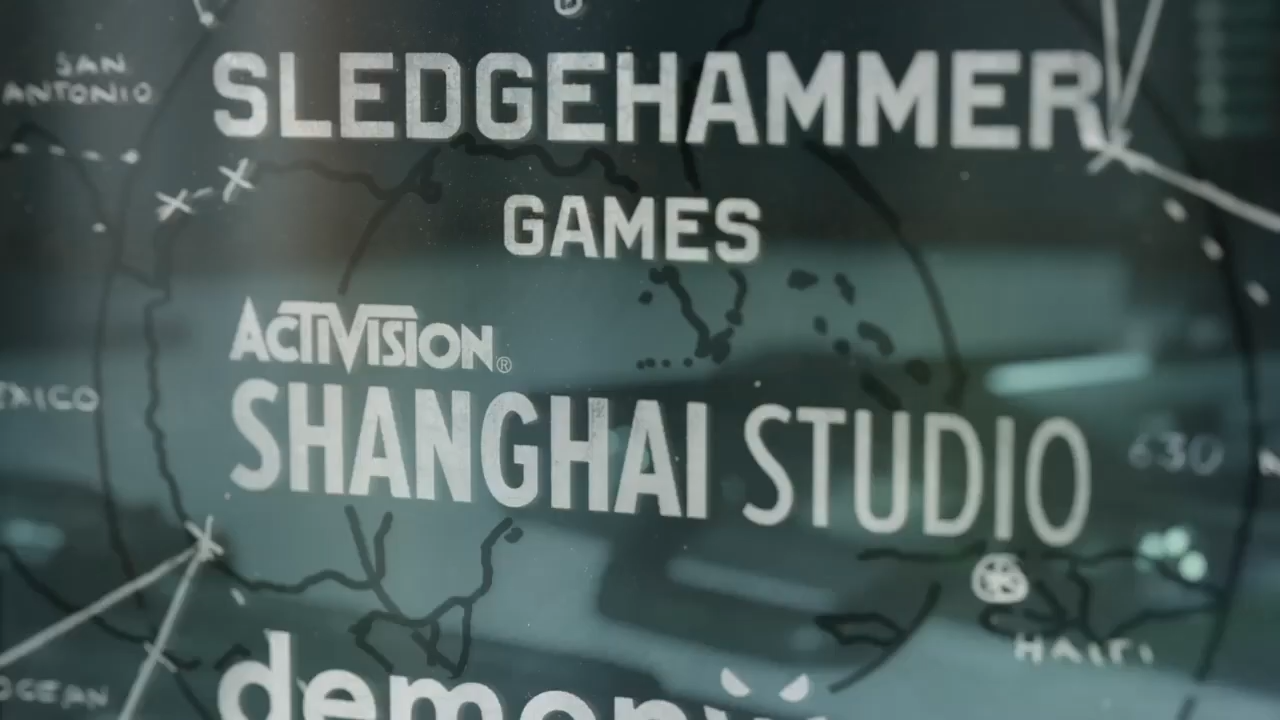 SAN
ANTONIO
SLEDGEHAMMER
GAMES
ACTIVISION®
SHANGHAI STUDIO
630
HAITI
OCEAN